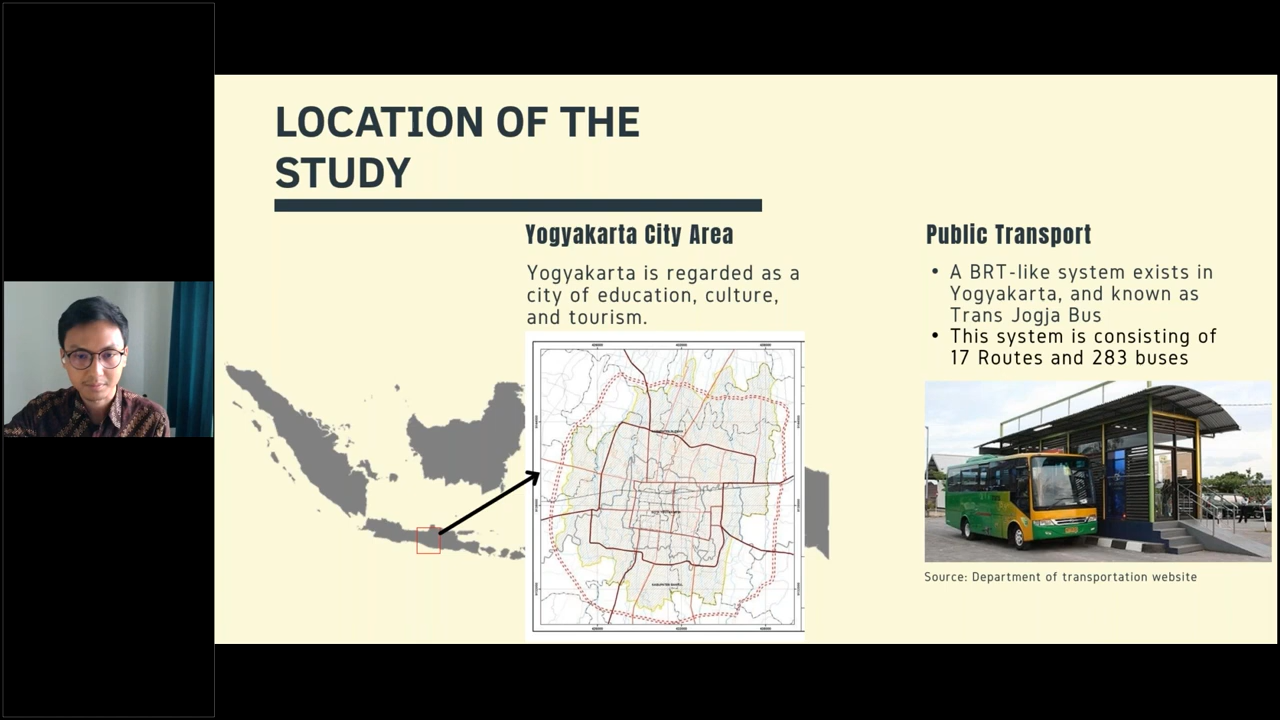 LOCATION OF THE
STUDY
Yogyakarta City Area
Yogyakarta is regarded as a
city of education, culture,
and tourism.
Public Transport
• A BRT-like system exists in
Yogyakarta, and known as
Trans Jogja Bus
• This system is consisting of
17 Routes and 283 buses
Source: Department of transportation website